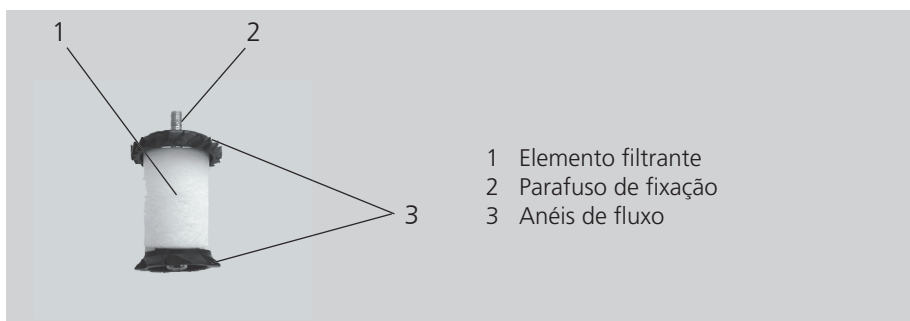 1 2
3
1 Elemento filtrante
2 Parafuso de fixação
3 Anéis de fluxo